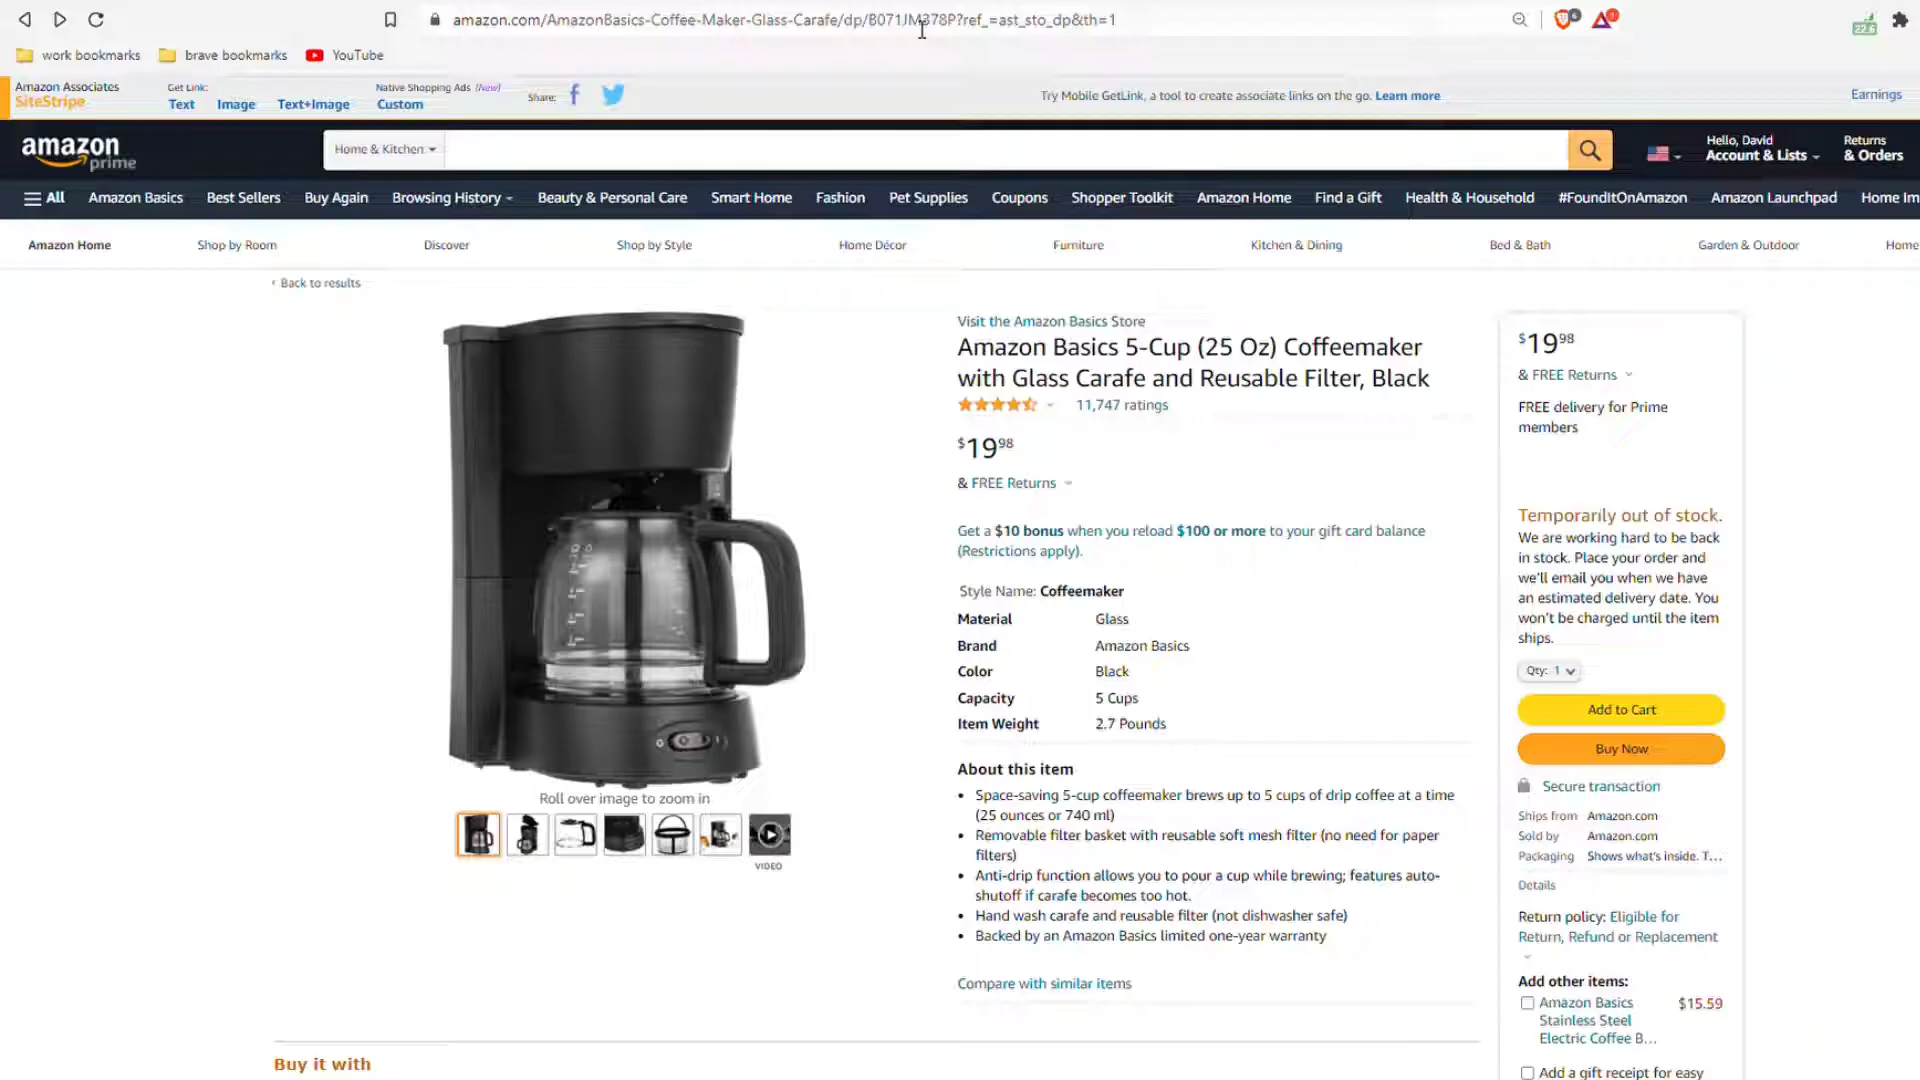 amazon.com/AmazonBasics-Coffee-Maker-Glass-Carafe/dp/B071JM378P?ref_=ast_sto_dp&th=1
6
1
22.6
work bookmarks
brave bookmarks
YouTube
Amazon Associates
SiteStripe
Get Link:
Text
Image
Text+Image
Native Shopping Ads (New)
Custom
Share:
Try Mobile GetLink, a tool to create associate links on the go. Learn more
Earnings
amazon
prime
Home & Kitchen
Hello, David
Account & Lists
Returns
& Orders
All
Amazon Basics
Best Sellers
Buy Again
Browsing History
Beauty & Personal Care
Smart Home
Fashion
Pet Supplies
Coupons
Shopper Toolkit
Amazon Home
Find a Gift
Health & Household
#FoundItOnAmazon
Amazon Launchpad
Home Im
Amazon Home
Shop by Room
Discover
Shop by Style
Home Décor
Furniture
Kitchen & Dining
Bed & Bath
Garden & Outdoor
Home
‹ Back to results
Roll over image to zoom in
VIDEO
Visit the Amazon Basics Store
Amazon Basics 5-Cup (25 Oz) Coffeemaker
with Glass Carafe and Reusable Filter, Black
11,747 ratings
$19 98
& FREE Returns
Get a $10 bonus when you reload $100 or more to your gift card balance
(Restrictions apply).
Style Name: Coffeemaker
Material Glass
Brand Amazon Basics
Color Black
Capacity 5 Cups
Item Weight 2.7 Pounds
About this item
• Space-saving 5-cup coffeemaker brews up to 5 cups of drip coffee at a time
(25 ounces or 740 ml)
• Removable filter basket with reusable soft mesh filter (no need for paper
filters)
• Anti-drip function allows you to pour a cup while brewing; features auto-
shutoff if carafe becomes too hot.
• Hand wash carafe and reusable filter (not dishwasher safe)
• Backed by an Amazon Basics limited one-year warranty
Compare with similar items
$19 98
& FREE Returns
FREE delivery for Prime
members
Temporarily out of stock.
We are working hard to be back
in stock. Place your order and
we'll email you when we have
an estimated delivery date. You
won't be charged until the item
ships.
Qty: 1
Add to Cart
Buy Now
Secure transaction
Ships from Amazon.com
Sold by Amazon.com
Packaging Shows what's inside. T...
Details
Return policy: Eligible for
Return, Refund or Replacement
Add other items:
Amazon Basics $15.59
Stainless Steel
Electric Coffee B...
Add a gift receipt for easy
Buy it with